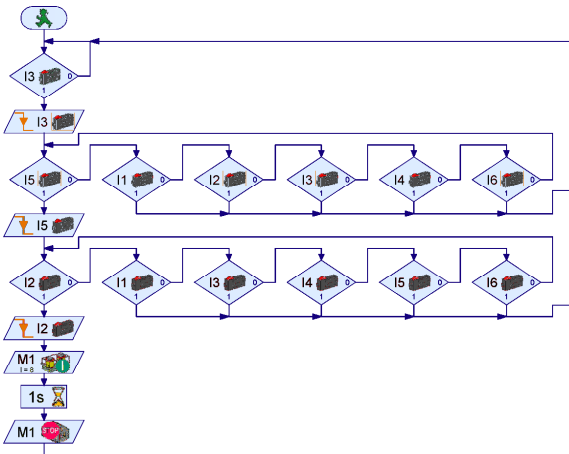 I3 0
1
I3
I5 0 I1 0 I2 0 I3 0 I4 0 I6 0
1 1 1 1 1 1
I5
I2 0 I1 0 I3 0 I4 0 I5 0 I6 0
1 1 1 1 1 1
I2
M1
I = 8
1s
M1 STOP